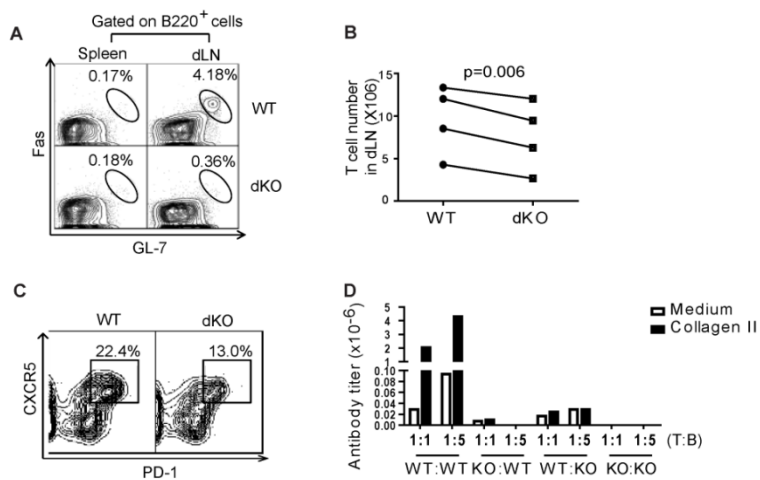 A
Gated on B220+ cells
Spleen dLN
0.17% 4.18%
WT
0.18% 0.36%
dKO
Fas
GL-7
B
p=0.006
T cell number
in dLN (X106)
15
10
5
0
WT dKO
C
WT dKO
22.4% 13.0%
CXCR5
PD-1
D
Medium
Collagen II
Antibody titer (x10-6)
5
4
3
2
1
0.10
0.08
0.06
0.04
0.02
0.00
1:1 1:5 1:1 1:5 1:1 1:5 1:1 1:5 (T:B)
WT:WT KO:WT WT:KO KO:KO